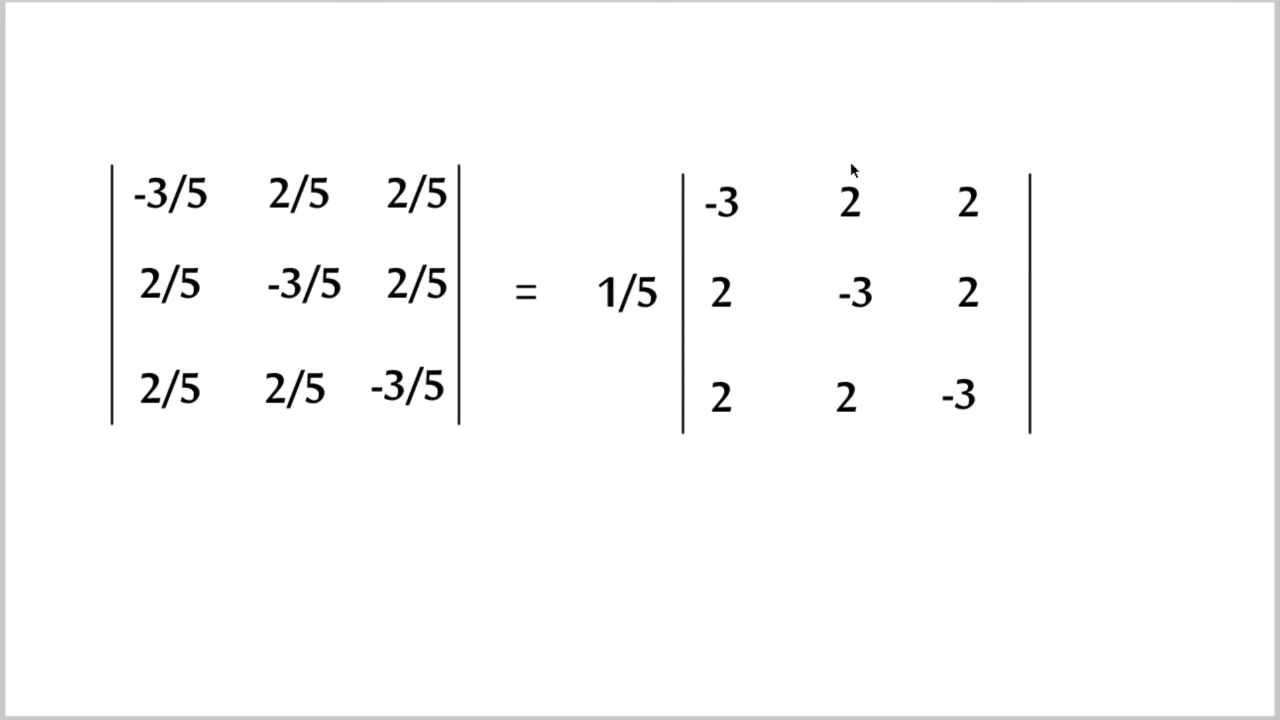 -3/5 2/5 2/5
2/5 -3/5 2/5
2/5 2/5 -3/5
= 1/5
-3 2 2
2 -3 2
2 2 -3